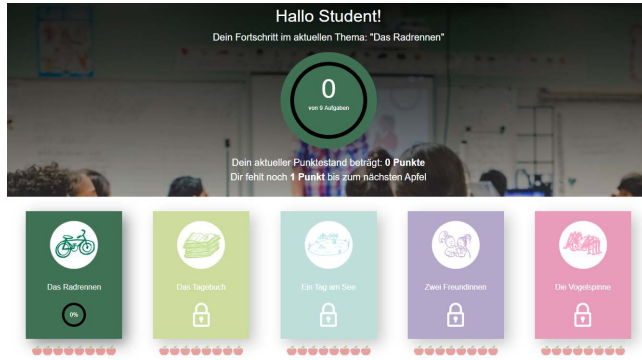 Hallo Student!
Dein Fortschritt im aktuellen Thema: "Das Radrennen"
0
von 9 Aufgaben
Dein aktueller Punktestand beträgt: 0 Punkte
Dir fehlt noch 1 Punkt bis zum nächsten Apfel
Das Radrennen
Das Tagebuch
Ein Tag am See
Zwei Freundinnen
Die Vogelspinne
0%